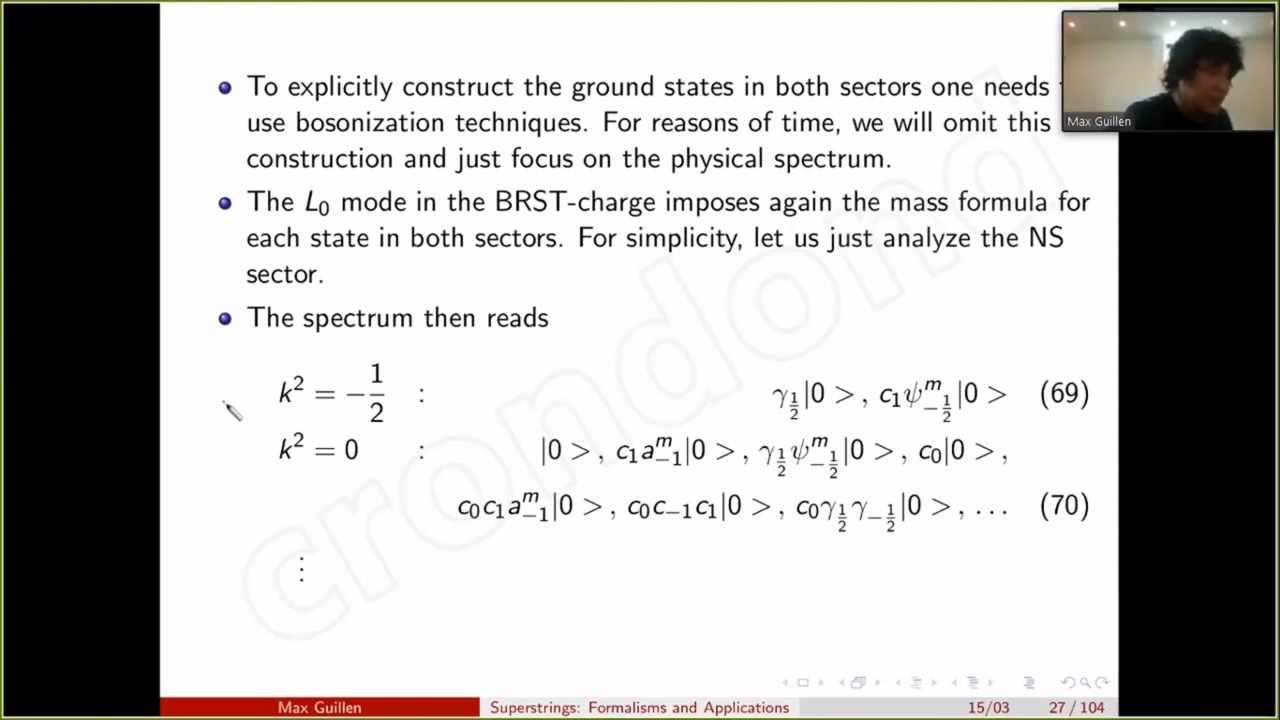 To explicitly construct the ground states in both sectors one needs
use bosonization techniques. For reasons of time, we will omit this
construction and just focus on the physical spectrum.
The L₀ mode in the BRST-charge imposes again the mass formula for
each state in both sectors. For simplicity, let us just analyze the NS
sector.
The spectrum then reads
k² = −1/2 : γ_{1/2}|0 >, c₁ψ^m_{−1/2}|0 > (69)
k² = 0 : |0 >, c₁a^m_{−1}|0 >, γ_{1/2}ψ^m_{−1/2}|0 >, c₀|0 >,
c₀c₁a^m_{−1}|0 >, c₀c_{−1}c₁|0 >, c₀γ_{1/2}γ_{−1/2}|0 >, … (70)
⋮
crondond
Max Guillen
Max Guillen Superstrings: Formalisms and Applications 15/03 27 / 104